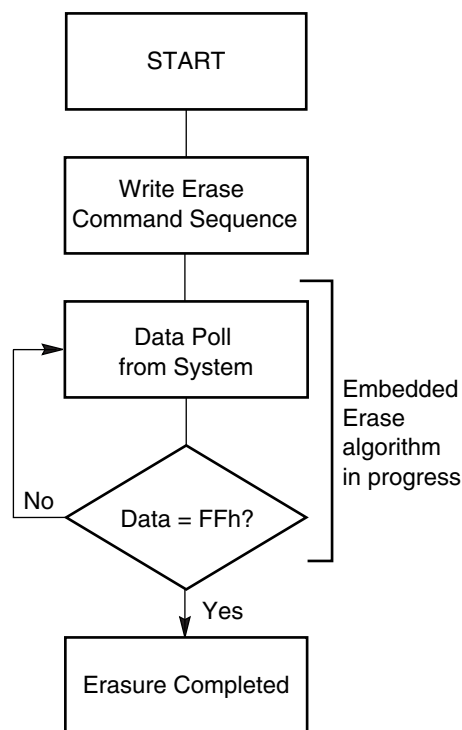 START
Write Erase
Command Sequence
Data Poll
from System
Embedded
Erase
algorithm
in progress
No
Data = FFh?
Yes
Erasure Completed